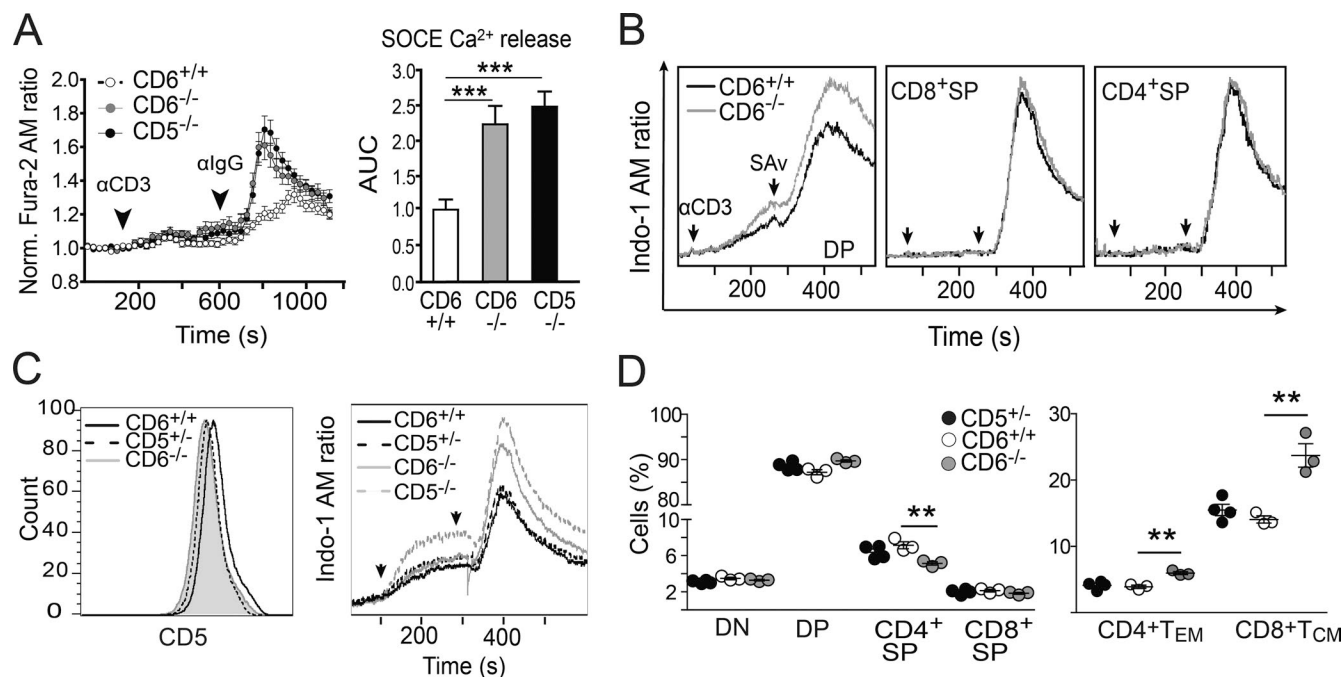 A
Norm. Fura-2 AM ratio
2.0
1.8
1.6
1.4
1.2
1.0
0.8
CD6+/+
CD6-/-
CD5-/-
αCD3
αIgG
200
600
1000
Time (s)
SOCE Ca2+ release
AUC
3.0
2.5
2.0
1.5
1.0
0.5
0.0
***
***
CD6 +/+
CD6 -/-
CD5 -/-
B
Indo-1 AM ratio
CD6+/+
CD6-/-
αCD3
SAv
DP
CD8+SP
CD4+SP
200
400
200
400
200
400
Time (s)
C
Count
100
80
60
40
20
0
CD6+/+
CD5+/-
CD6-/-
CD5
Indo-1 AM ratio
CD6+/+
CD5+/-
CD6-/-
CD5-/-
100
200
300
400
500
Time (s)
D
Cells (%)
100
90
80
10
6
2
CD5+/-
CD6+/+
CD6-/-
**
DN
DP
CD4+ SP
CD8+ SP
30
20
10
**
**
CD4+TEM
CD8+TCM